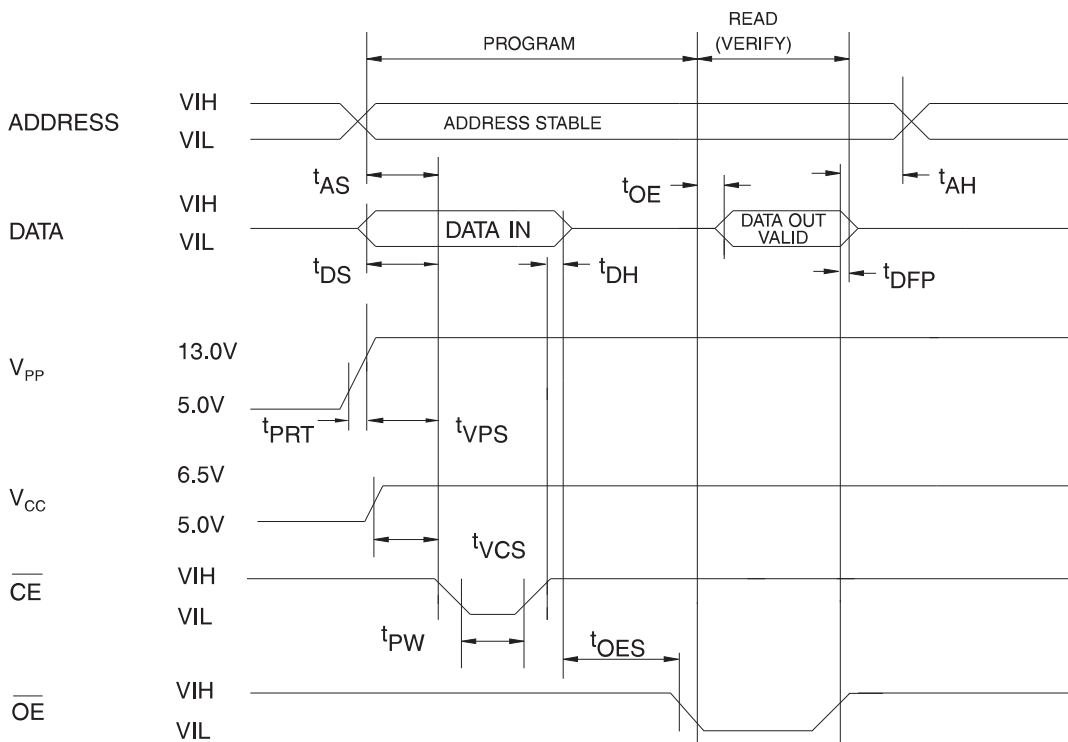 READ
PROGRAM (VERIFY)
ADDRESS VIH
VIL
ADDRESS STABLE
tAS
tOE
tAH
DATA VIH
VIL
DATA IN
DATA OUT
VALID
tDS
tDH
tDFP
VPP 13.0V
5.0V
tPRT
tVPS
VCC 6.5V
5.0V
tVCS
CE VIH
VIL
tPW
tOES
OE VIH
VIL